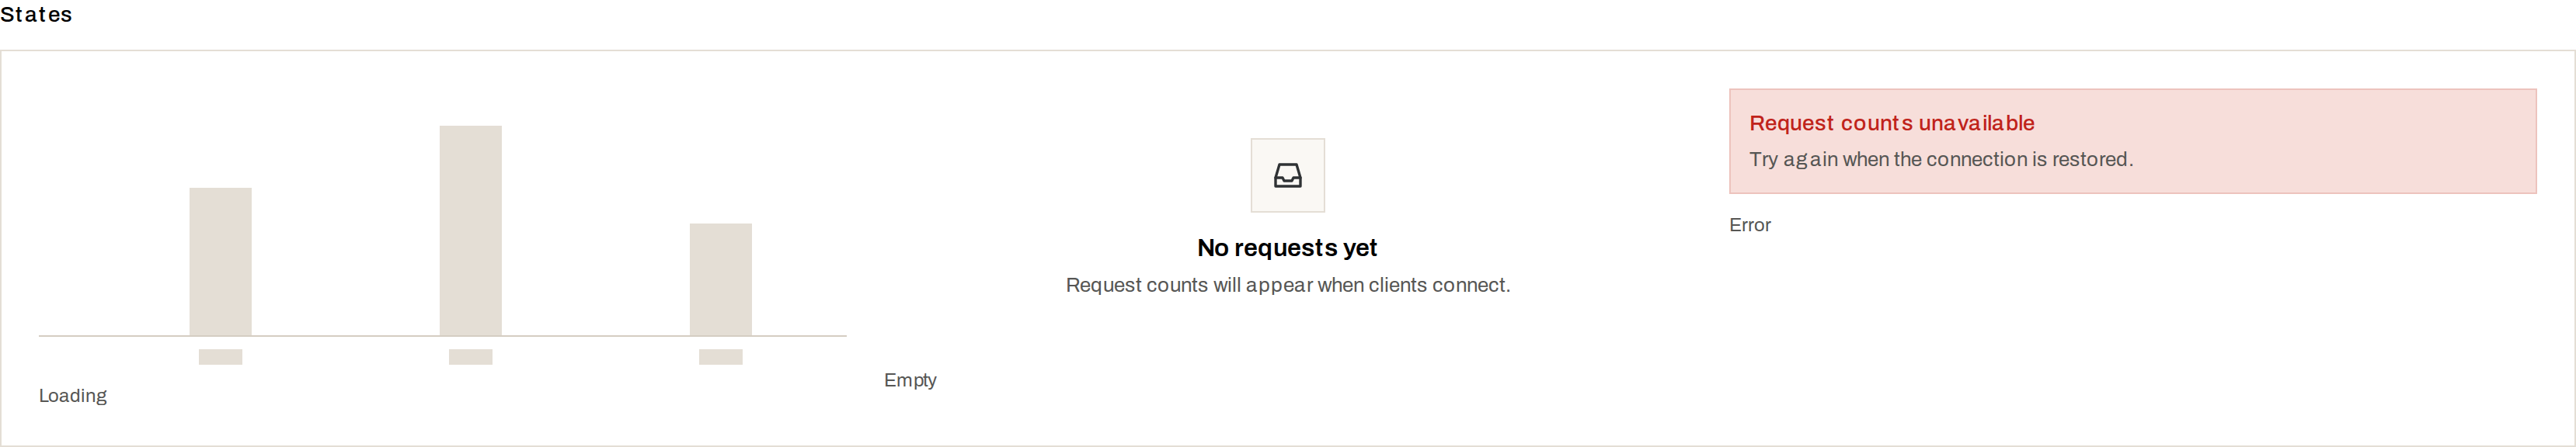 States
Loading
No requests yet
Request counts will appear when clients connect.
Empty
Request counts unavailable
Try again when the connection is restored.
Error